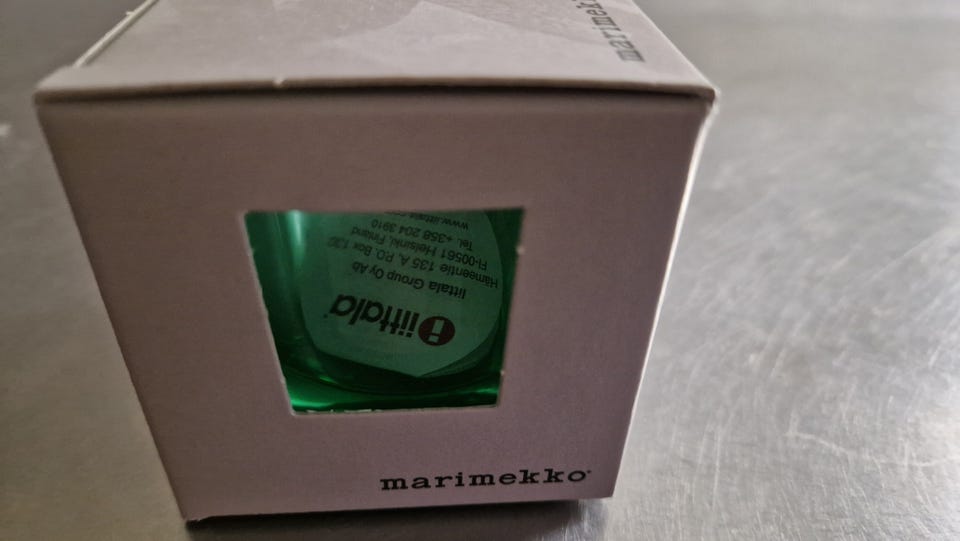 marimekko
iittala
Iittala Group Oy Ab
Hämeentie 135 A, P.O. Box 130
FI-00561 Helsinki, Finland
Tel. +358 204 3910
marimekko